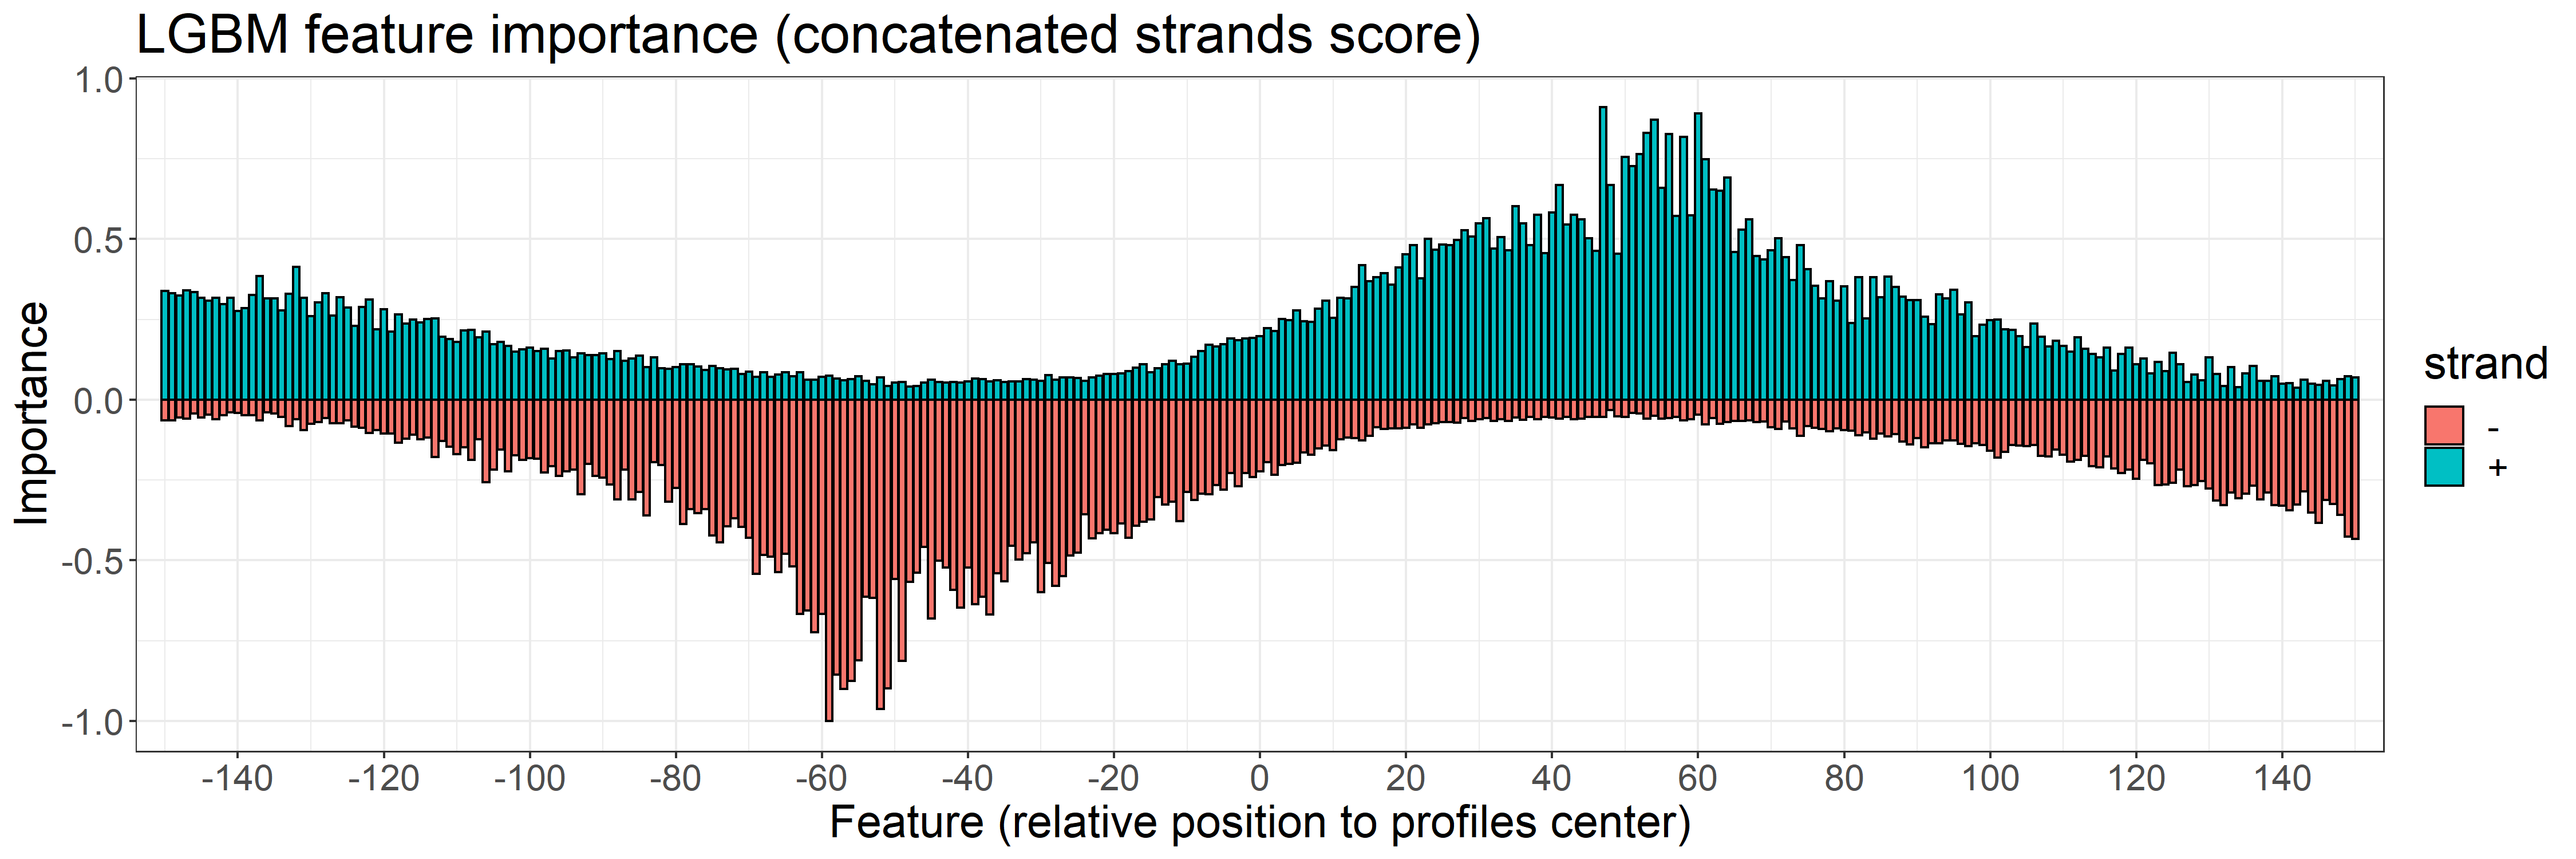 LGBM feature importance (concatenated strands score)
1.0
0.5
0.0
-0.5
-1.0
Importance
-140 -120 -100 -80 -60 -40 -20 0 20 40 60 80 100 120 140
Feature (relative position to profiles center)
strand
-
+